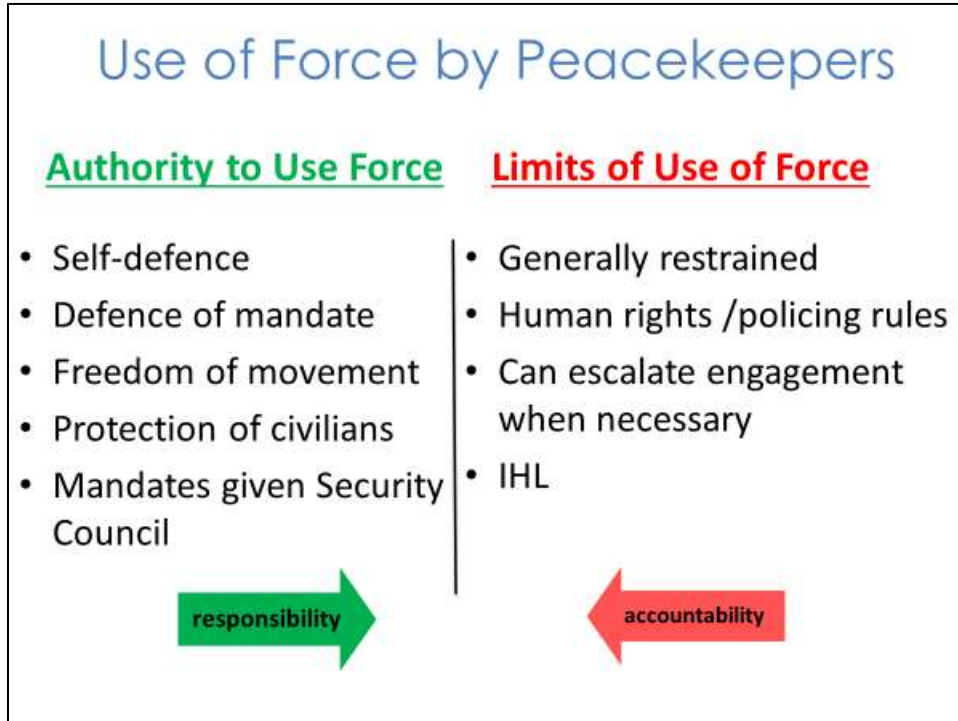 Use of Force by Peacekeepers
Authority to Use Force
• Self-defence
• Defence of mandate
• Freedom of movement
• Protection of civilians
• Mandates given Security
Council
Limits of Use of Force
• Generally restrained
• Human rights /policing rules
• Can escalate engagement
when necessary
• IHL
responsibility
accountability